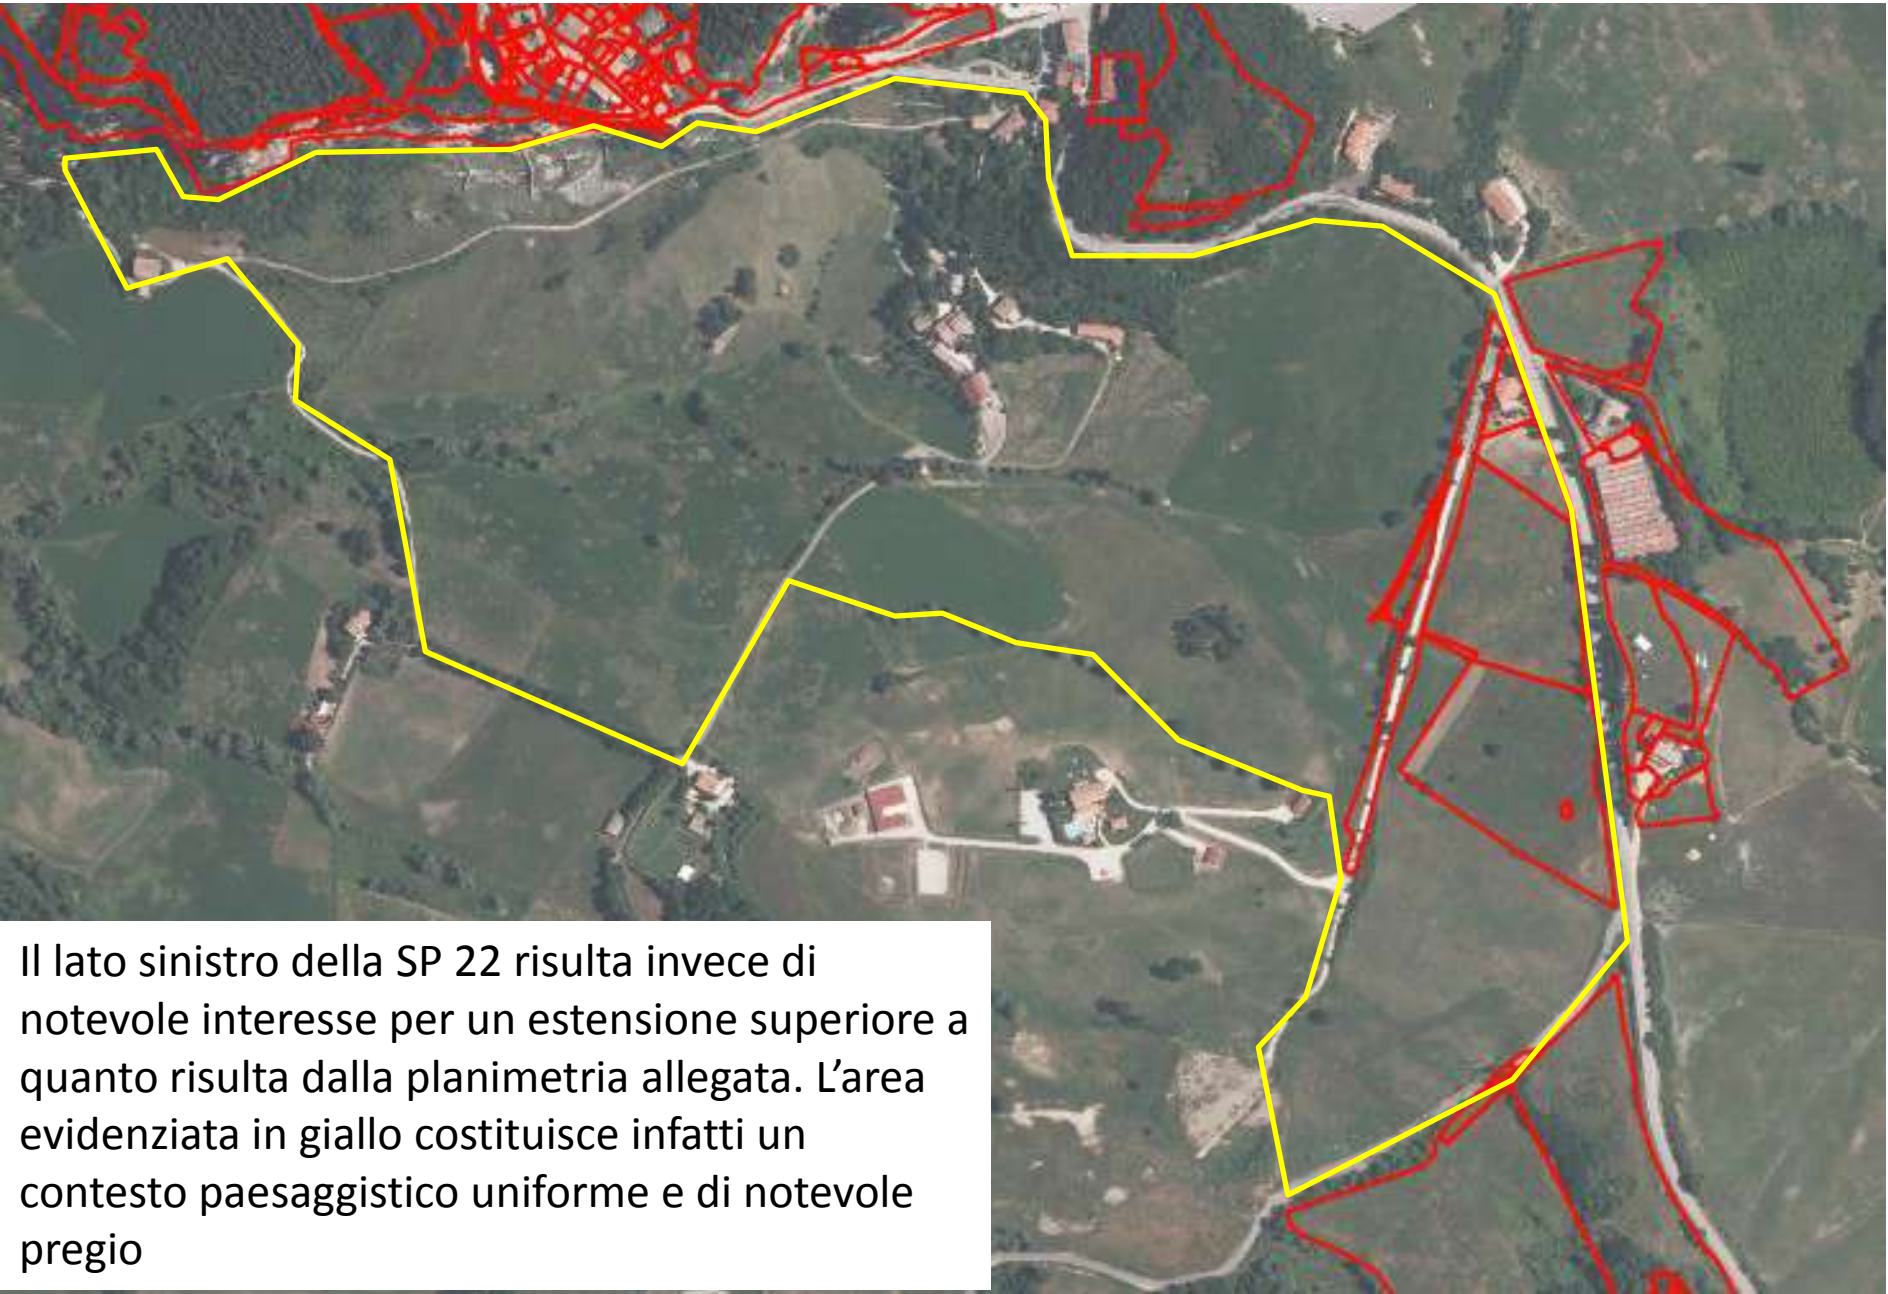 Il lato sinistro della SP 22 risulta invece di
notevole interesse per un estensione superiore a
quanto risulta dalla planimetria allegata. L’area
evidenziata in giallo costituisce infatti un
contesto paesaggistico uniforme e di notevole
pregio